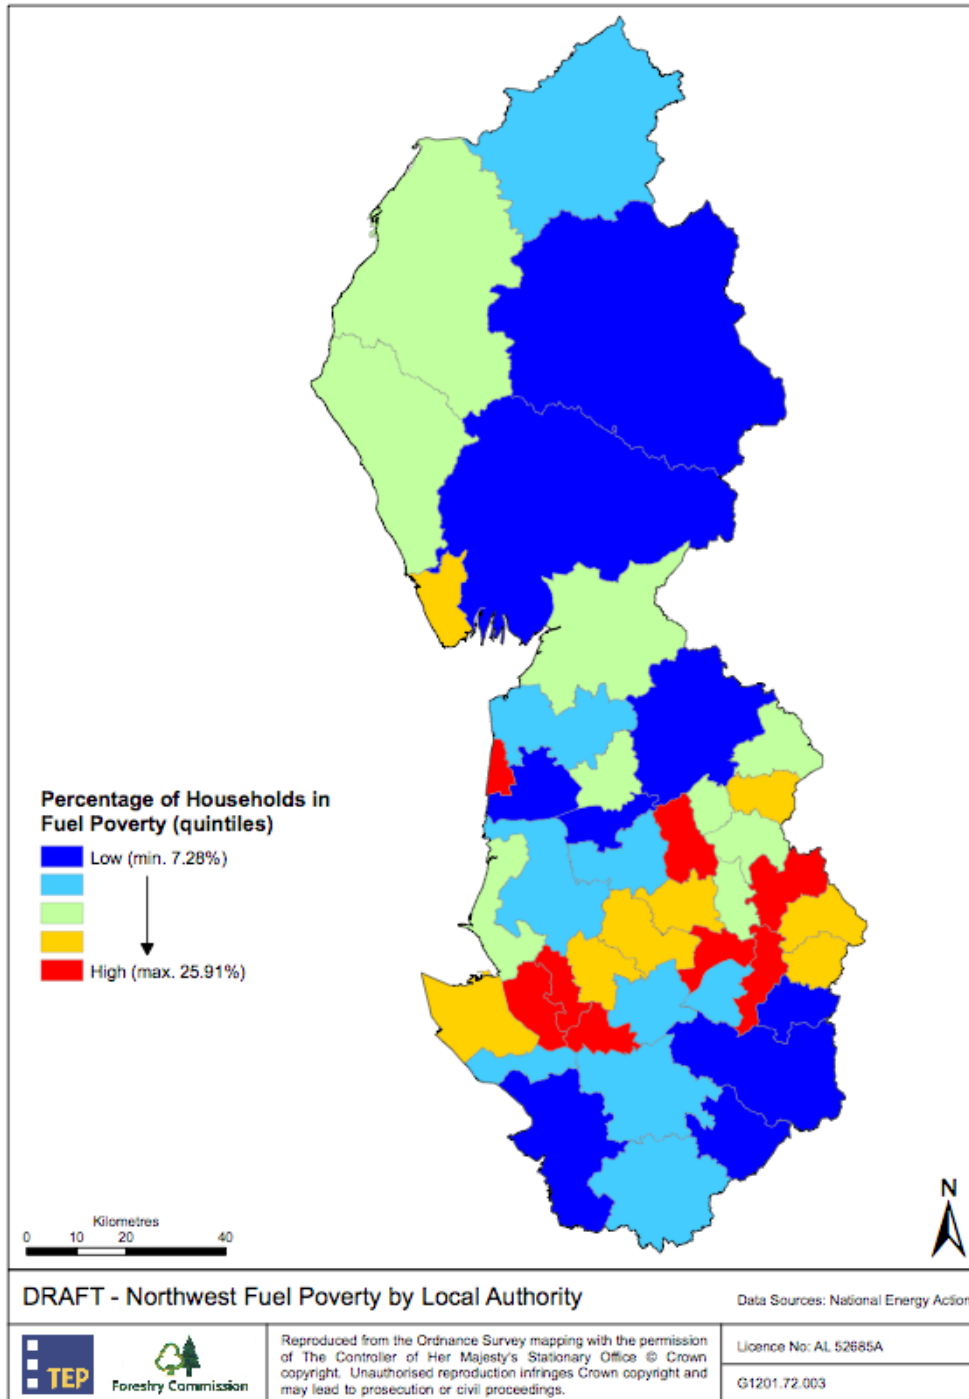 Percentage of Households in
Fuel Poverty (quintiles)
Low (min. 7.28%)
High (max. 25.91%)
Kilometres
0 10 20 40
N
DRAFT - Northwest Fuel Poverty by Local Authority
Data Sources: National Energy Action
TEP
Forestry Commission
Reproduced from the Ordnance Survey mapping with the permission
of The Controller of Her Majesty's Stationary Office © Crown
copyright. Unauthorised reproduction infringes Crown copyright and
may lead to prosecution or civil proceedings.
Licence No: AL 52685A
G1201.72.003